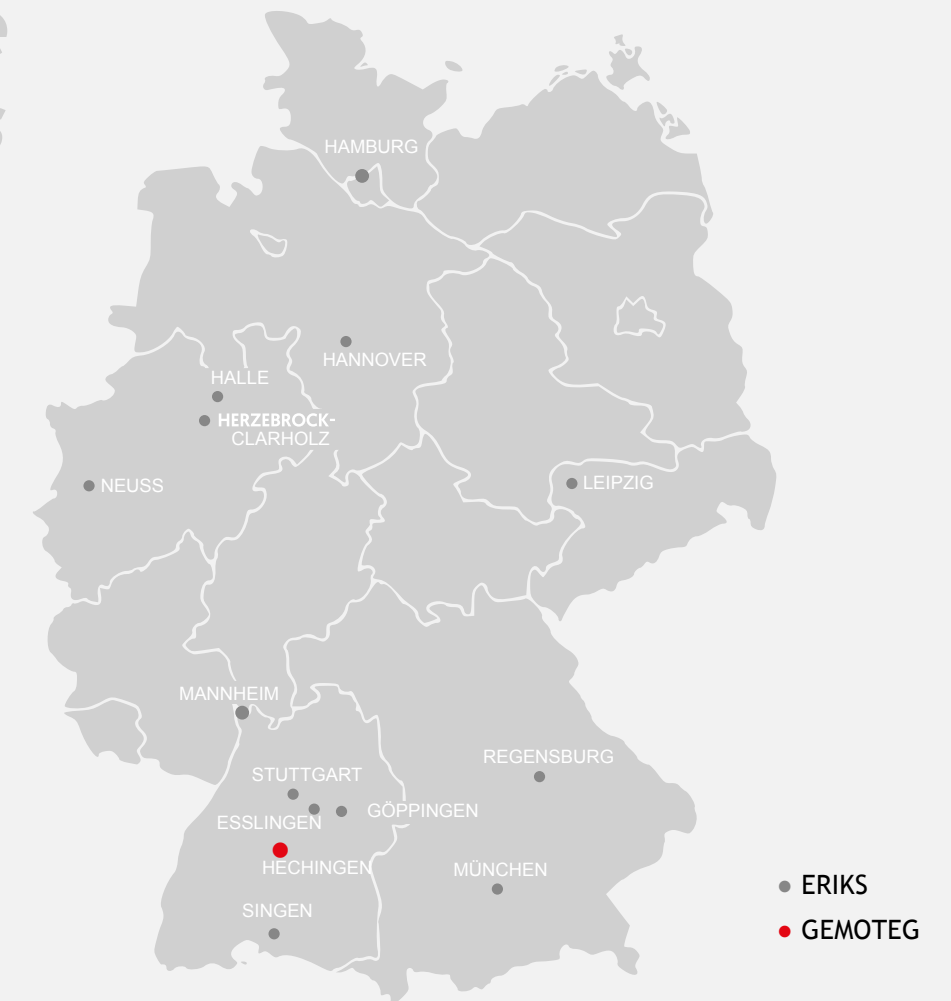 HAMBURG
HANNOVER
HALLE
HERZEBROCK-
CLARHOLZ
NEUSS
LEIPZIG
MANNHEIM
REGENSBURG
STUTTGART
GÖPPINGEN
ESSLINGEN
HECHINGEN
MÜNCHEN
SINGEN
ERIKS
GEMOTEG